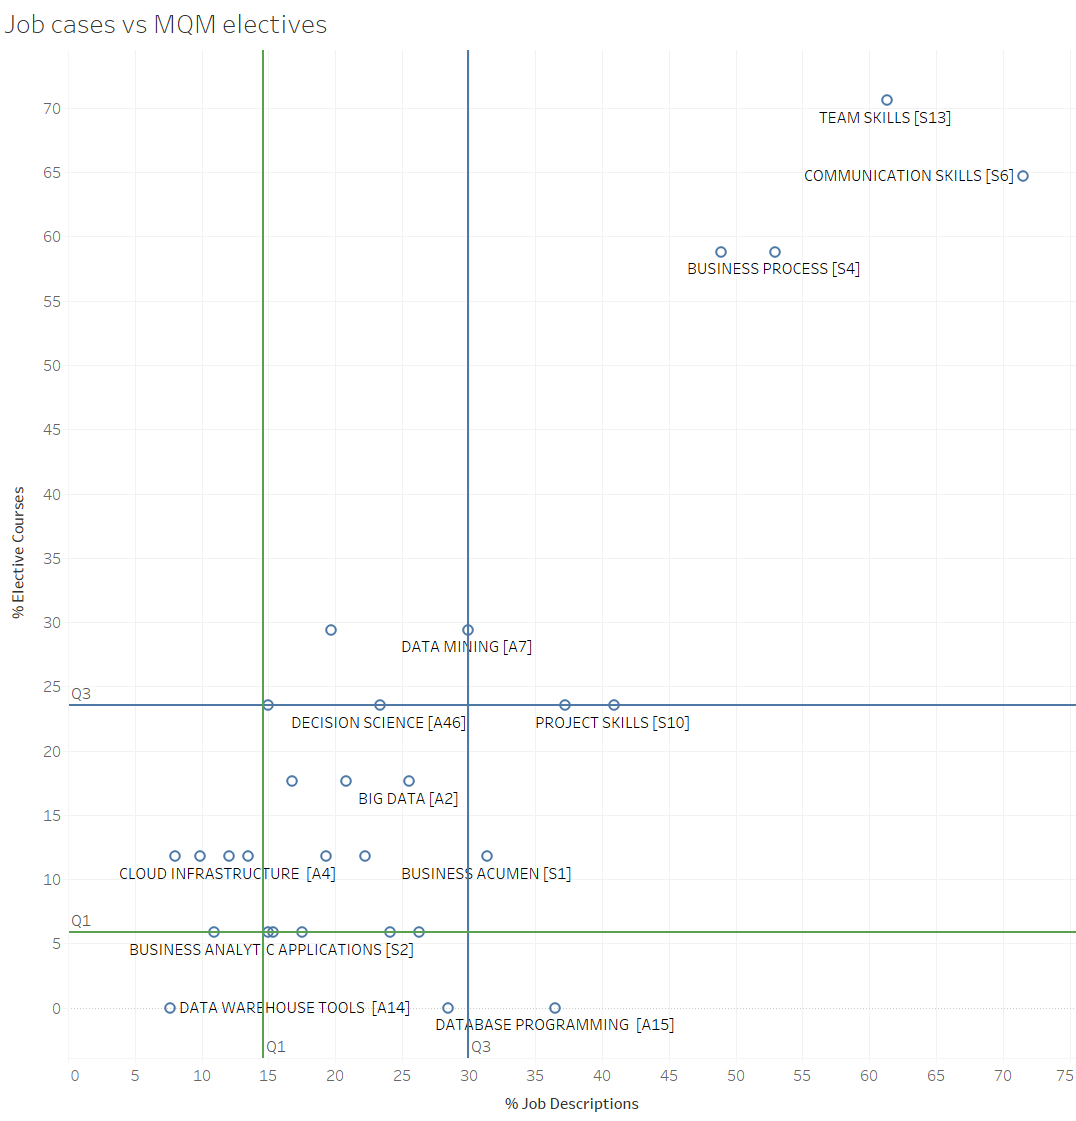 Job cases vs MQM electives
70
TEAM SKILLS [S13]
65
COMMUNICATION SKILLS [S6]
60
BUSINESS PROCESS [S4]
55
50
45
40
% Elective Courses
35
30
DATA MINING [A7]
25
Q3
DECISION SCIENCE [A46]
PROJECT SKILLS [S10]
20
BIG DATA [A2]
15
CLOUD INFRASTRUCTURE [A4]
BUSINESS ACUMEN [S1]
10
Q1
5
BUSINESS ANALYTIC APPLICATIONS [S2]
0
DATA WAREHOUSE TOOLS [A14]
DATABASE PROGRAMMING [A15]
Q1
Q3
0 5 10 15 20 25 30 35 40 45 50 55 60 65 70 75
% Job Descriptions